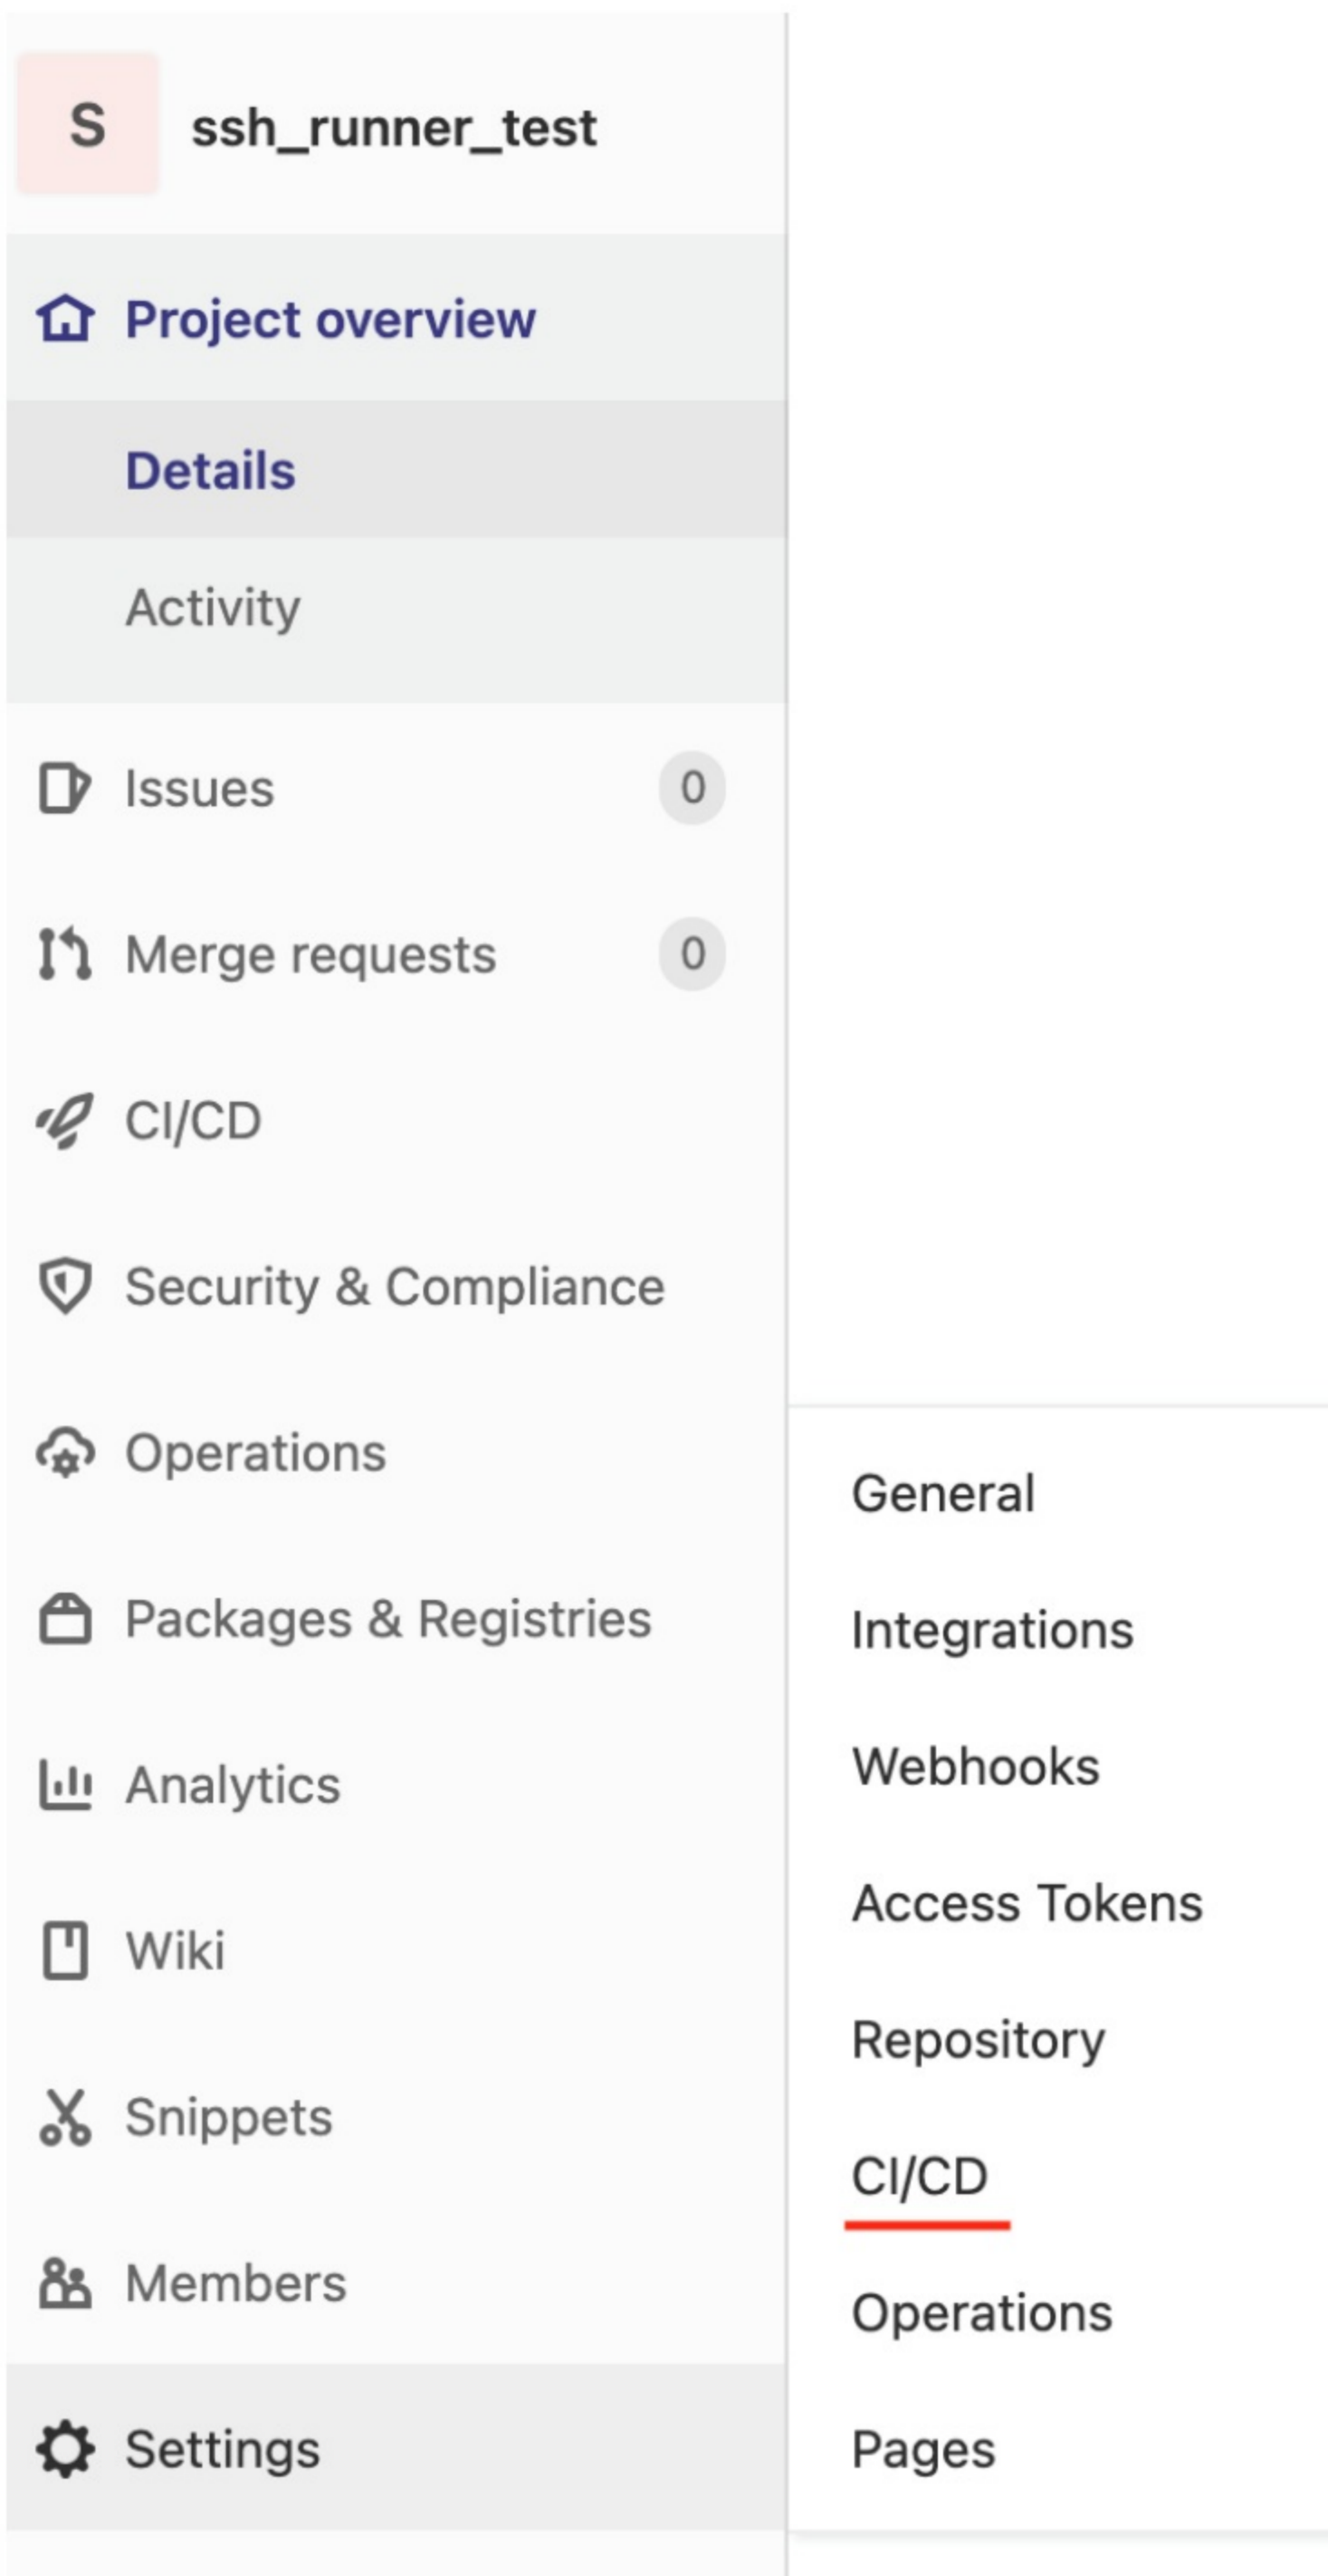 S
ssh_runner_test
Project overview
Details
Activity
Issues 0
Merge requests 0
CI/CD
Security & Compliance
Operations
Packages & Registries
Analytics
Wiki
Snippets
Members
Settings
General
Integrations
Webhooks
Access Tokens
Repository
CI/CD
Operations
Pages